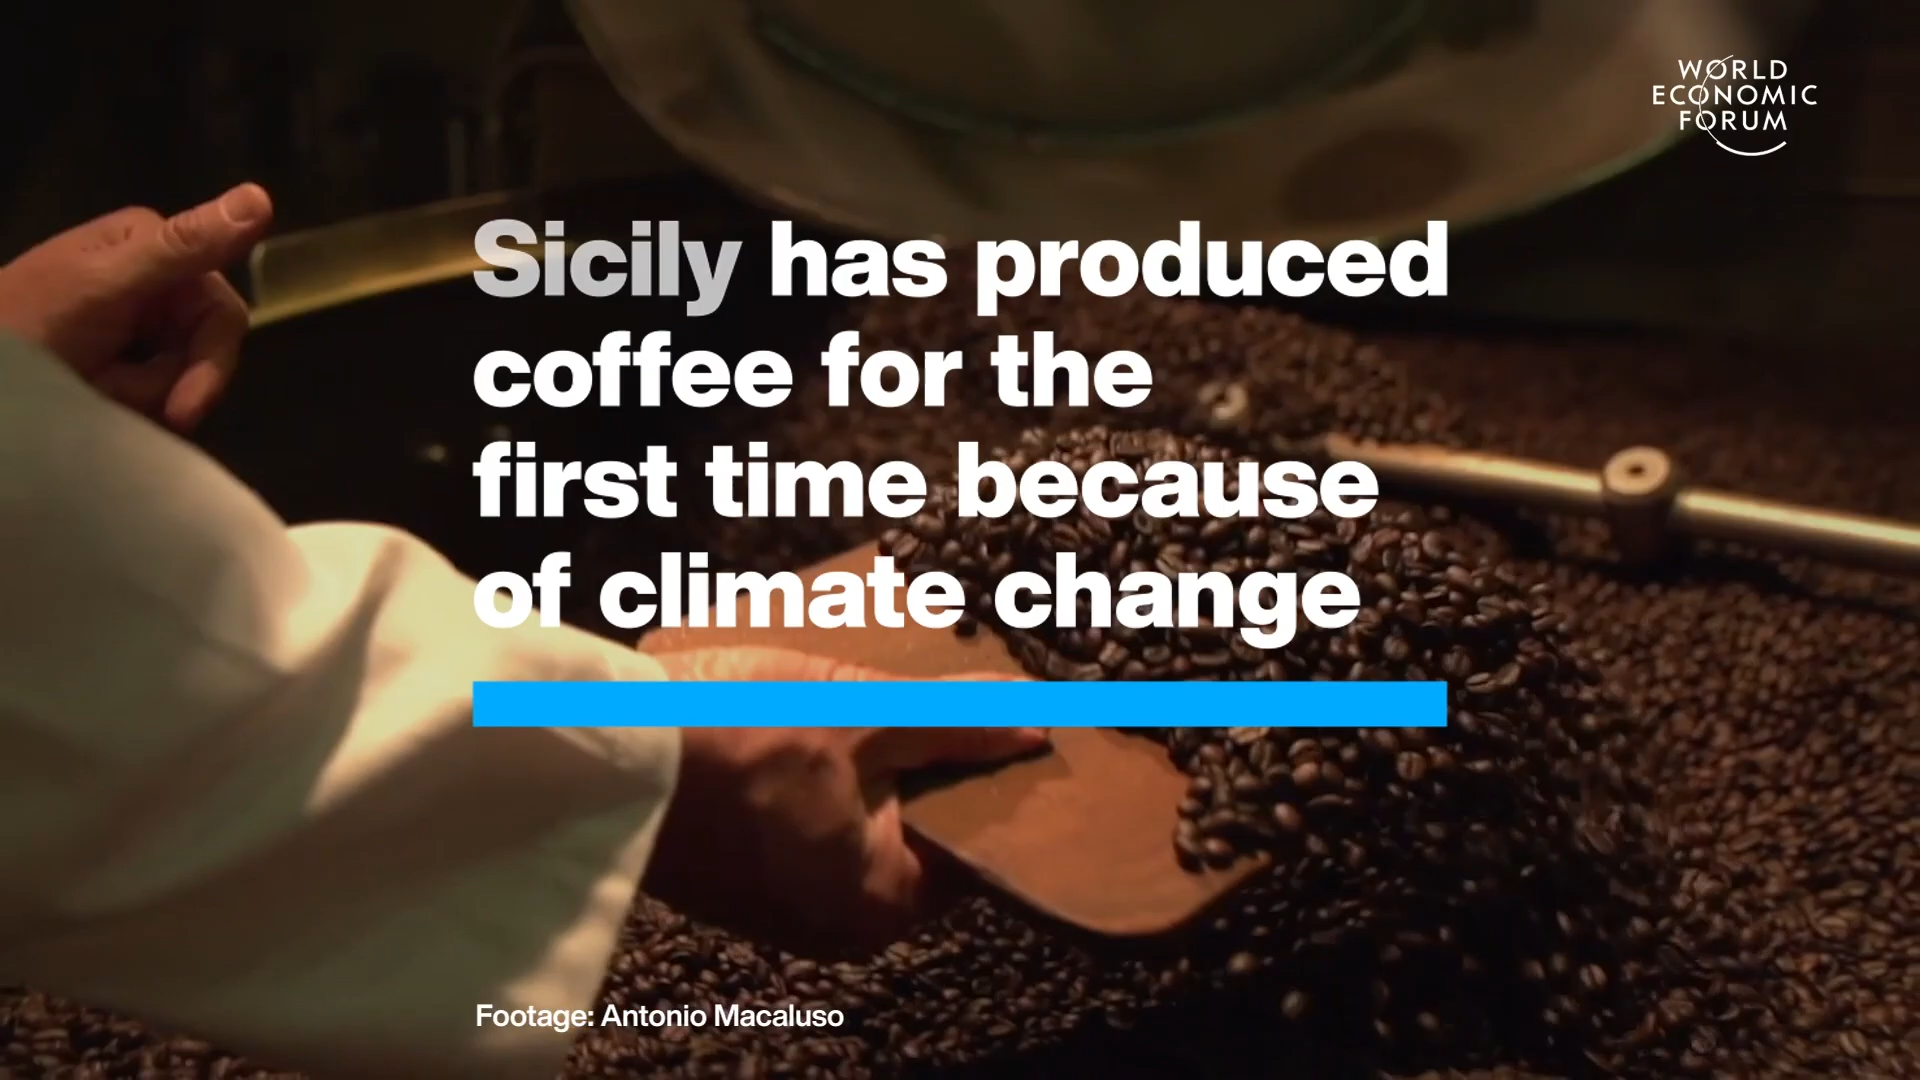 WORLD
ECONOMIC
FORUM
Sicily has produced
coffee for the
first time because
of climate change
Footage: Antonio Macaluso